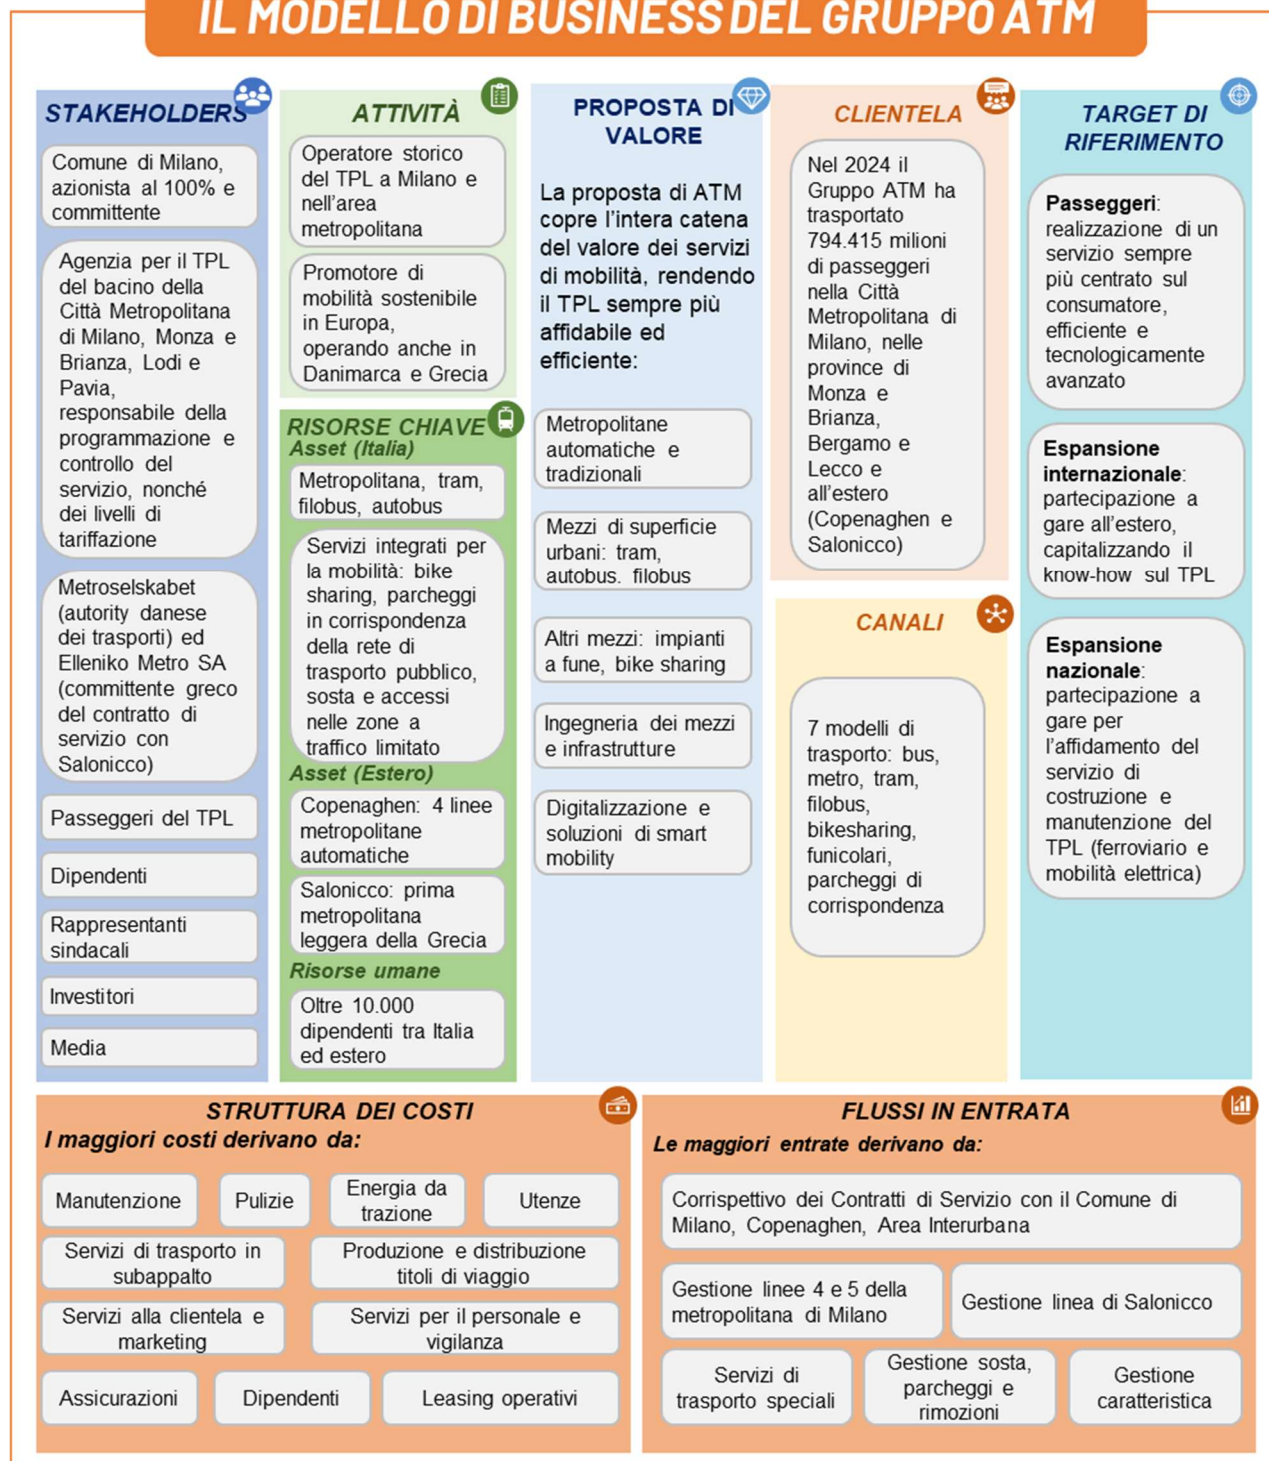 IL MODELLO DI BUSINESS DEL GRUPPO ATM
STAKEHOLDERS
Comune di Milano,
azionista al 100% e
committente
Agenzia per il TPL
del bacino della
Città Metropolitana
di Milano, Monza e
Brianza, Lodi e
Pavia,
responsabile della
programmazione e
controllo del
servizio, nonché
dei livelli di
tariffazione
Metroselskabet
(autority danese
dei trasporti) ed
Elleniko Metro SA
(committente greco
del contratto di
servizio con
Salonicco)
Passeggeri del TPL
Dipendenti
Rappresentanti
sindacali
Investitori
Media
ATTIVITÀ
Operatore storico
del TPL a Milano e
nell'area
metropolitana
Promotore di
mobilità sostenibile
in Europa,
operando anche in
Danimarca e Grecia
RISORSE CHIAVE
Asset (Italia)
Metropolitana, tram,
filobus, autobus
Servizi integrati per
la mobilità: bike
sharing, parcheggi
in corrispondenza
della rete di
trasporto pubblico,
sosta e accessi
nelle zone a
traffico limitato
Asset (Estero)
Copenaghen: 4 linee
metropolitane
automatiche
Salonicco: prima
metropolitana
leggera della Grecia
Risorse umane
Oltre 10.000
dipendenti tra Italia
ed estero
PROPOSTA DI
VALORE
La proposta di ATM
copre l'intera catena
del valore dei servizi
di mobilità, rendendo
il TPL sempre più
affidabile ed
efficiente:
Metropolitane
automatiche e
tradizionali
Mezzi di superficie
urbani: tram,
autobus. filobus
Altri mezzi: impianti
a fune, bike sharing
Ingegneria dei mezzi
e infrastrutture
Digitalizzazione e
soluzioni di smart
mobility
CLIENTELA
Nel 2024 il
Gruppo ATM ha
trasportato
794.415 milioni
di passeggeri
nella Città
Metropolitana di
Milano, nelle
province di
Monza e
Brianza,
Bergamo e
Lecco e
all'estero
(Copenaghen e
Salonicco)
CANALI
7 modelli di
trasporto: bus,
metro, tram,
filobus,
bikesharing,
funicolari,
parcheggi di
corrispondenza
TARGET DI
RIFERIMENTO
Passeggeri:
realizzazione di un
servizio sempre
più centrato sul
consumatore,
efficiente e
tecnologicamente
avanzato
Espansione
internazionale:
partecipazione a
gare all'estero,
capitalizzando il
know-how sul TPL
Espansione
nazionale:
partecipazione a
gare per
l'affidamento del
servizio di
costruzione e
manutenzione del
TPL (ferroviario e
mobilità elettrica)
STRUTTURA DEI COSTI
I maggiori costi derivano da:
Manutenzione
Pulizie
Energia da
trazione
Utenze
Servizi di trasporto in
subappalto
Produzione e distribuzione
titoli di viaggio
Servizi alla clientela e
marketing
Servizi per il personale e
vigilanza
Assicurazioni
Dipendenti
Leasing operativi
FLUSSI IN ENTRATA
Le maggiori entrate derivano da:
Corrispettivo dei Contratti di Servizio con il Comune di
Milano, Copenaghen, Area Interurbana
Gestione linee 4 e 5 della
metropolitana di Milano
Gestione linea di Salonicco
Servizi di
trasporto speciali
Gestione sosta,
parcheggi e
rimozioni
Gestione
caratteristica